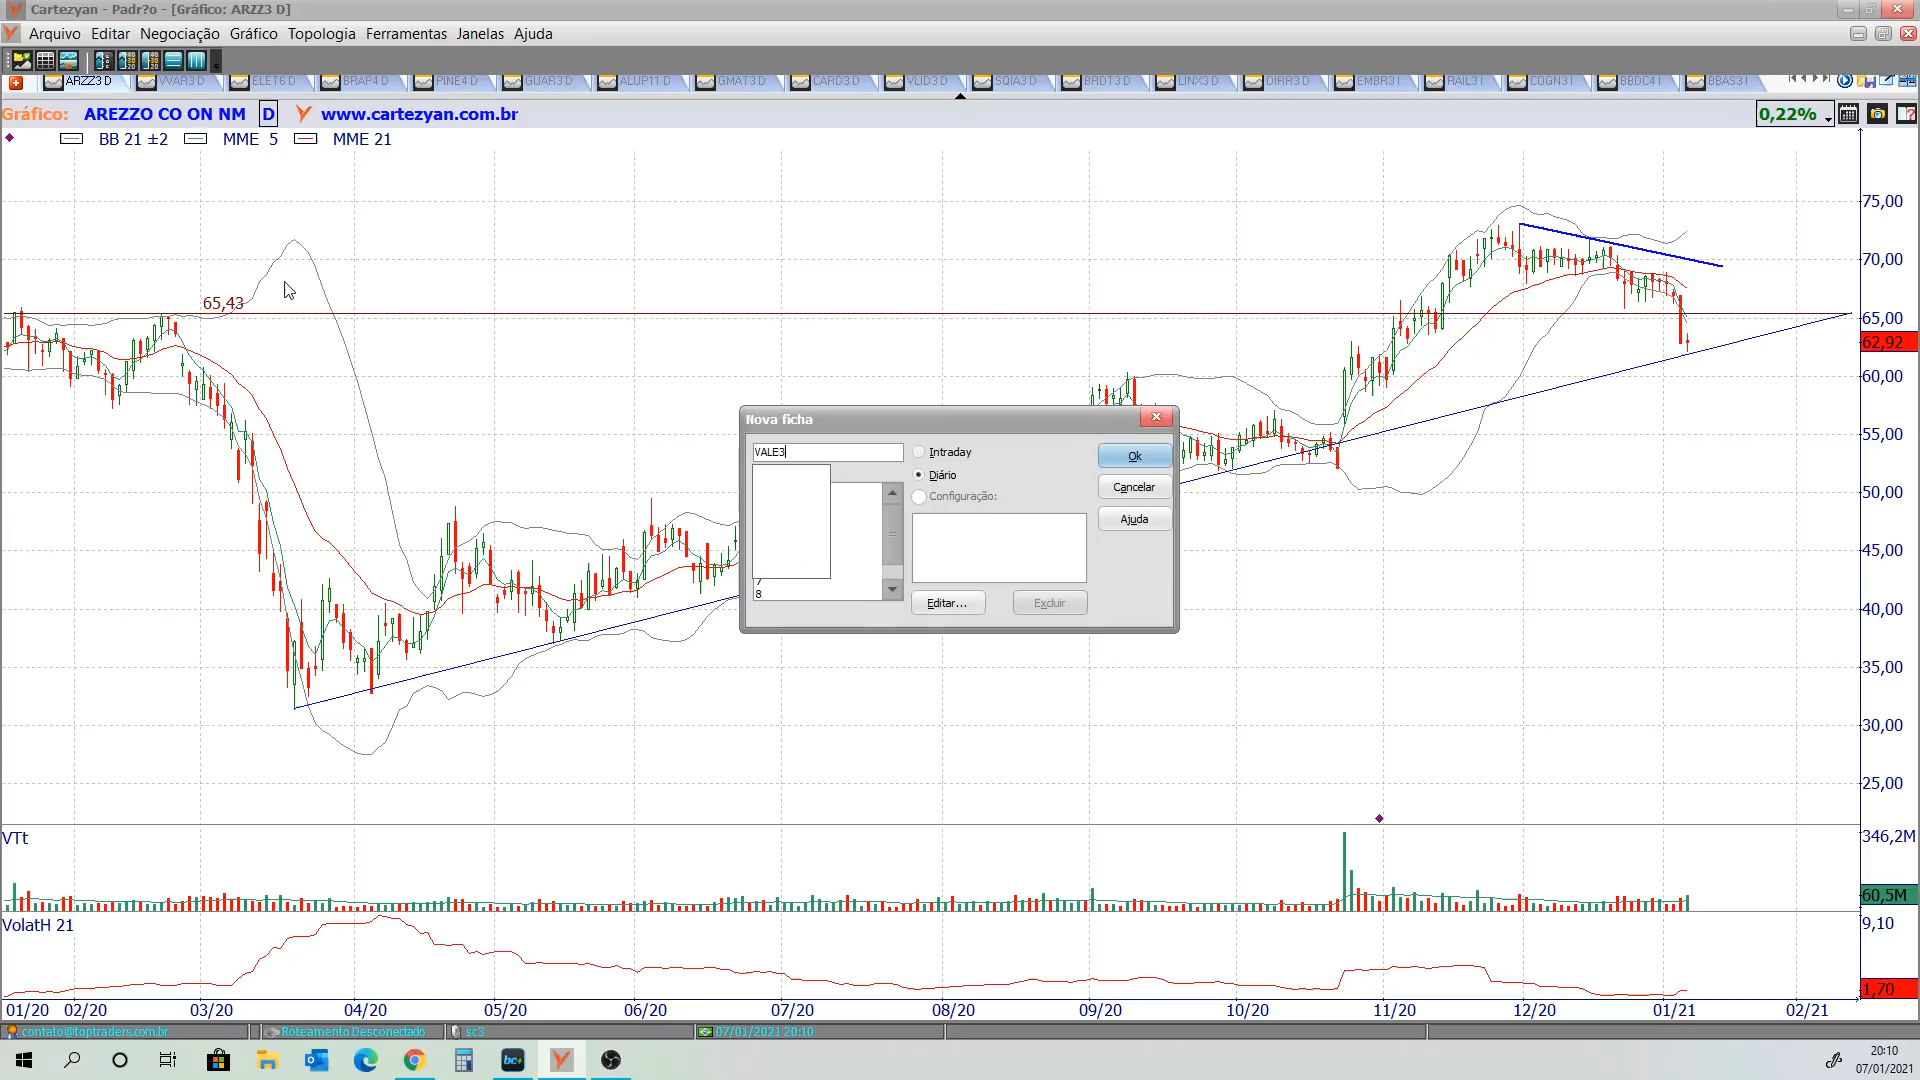 Cartezyan - Padr?o - [Gráfico: ARZZ3 D]
Arquivo Editar Negociação Gráfico Topologia Ferramentas Janelas Ajuda
ARZZ3 D VVAR3 D ELET6 D BRAP4 D PINE4 D GUAR3 D ALUP11 D GMAT3 D CARD3 D VLID3 D SQIA3 D BRDT3 D LINX3 D DIRR3 D EMBR3 I RAIL3 I COGN3 I BBDC4 I BBAS3 I
Gráfico: AREZZO CO ON NM D www.cartezyan.com.br 0,22%
BB 21 ±2 MME 5 MME 21
75,00
70,00
65,43
65,00
62,92
60,00
55,00
50,00
45,00
40,00
35,00
30,00
25,00
Nova ficha
VALE3
Intraday
Ok
Diário
Cancelar
Configuração:
Ajuda
8
Editar...
Excluir
VTt
346,2M
60,5M
VolatH 21
9,10
1,70
01/20 02/20 03/20 04/20 05/20 06/20 07/20 08/20 09/20 10/20 11/20 12/20 01/21 02/21
contato@toptraders.com.br Roteamento Desconectado sc3 07/01/2021 20:10
bc+
20:10
07/01/2021